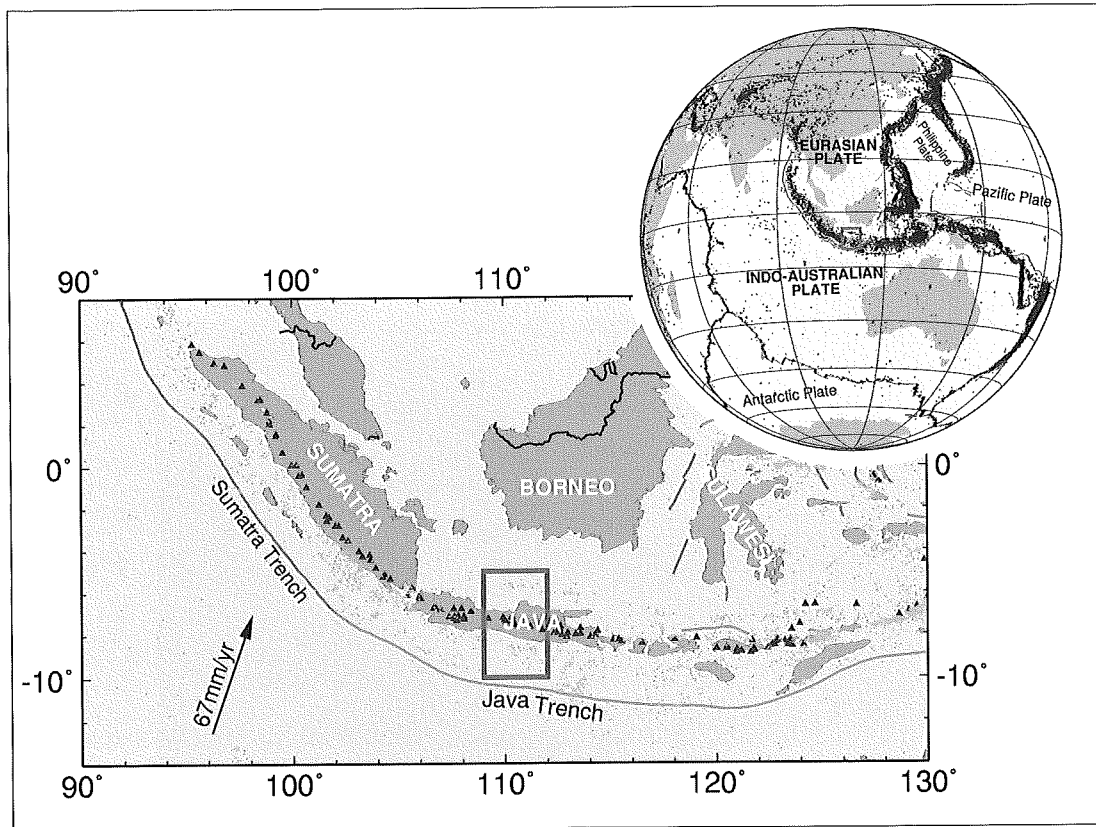 EURASIAN
PLATE
Philippine
Plate
Pazific Plate
INDO-AUSTRALIAN
PLATE
Antarctic Plate
90° 100° 110°
SUMATRA
BORNEO
ULAWESI
0° 0°
Sumatra Trench
JAVA
67mm/yr
-10° -10°
Java Trench
90° 100° 110° 120° 130°